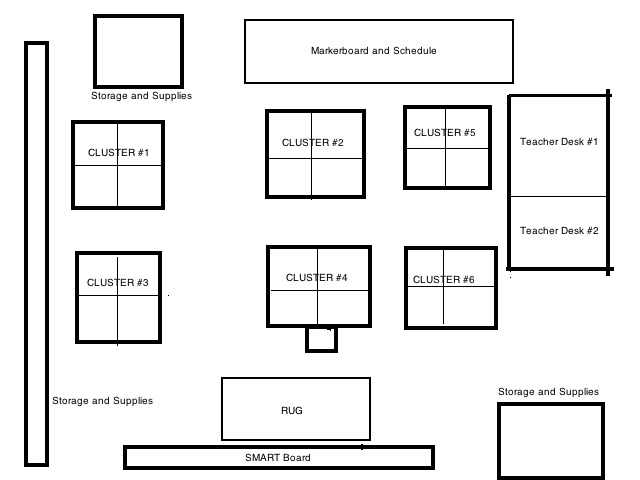 Markerboard and Schedule
Storage and Supplies
CLUSTER #1
CLUSTER #2
CLUSTER #5
Teacher Desk #1
Teacher Desk #2
CLUSTER #3
CLUSTER #4
CLUSTER #6
Storage and Supplies
Storage and Supplies
RUG
SMART Board